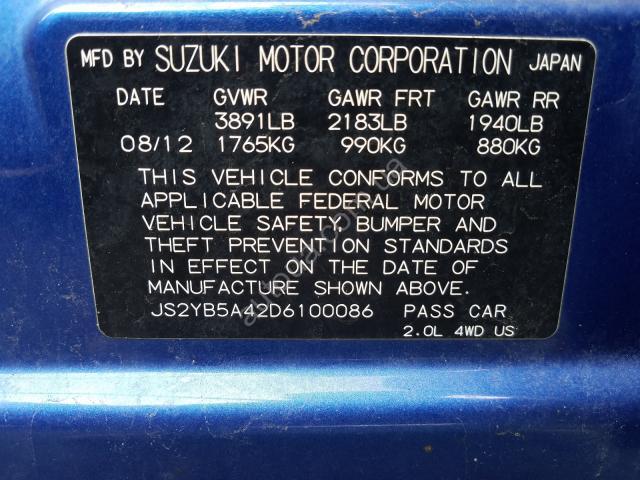 MFD BY SUZUKI MOTOR CORPORATION JAPAN
DATE GVWR GAWR FRT GAWR RR
3891LB 2183LB 1940LB
08/12 1765KG 990KG 880KG
THIS VEHICLE CONFORMS TO ALL
APPLICABLE FEDERAL MOTOR
VEHICLE SAFETY, BUMPER AND
THEFT PREVENTION STANDARDS
IN EFFECT ON THE DATE OF
MANUFACTURE SHOWN ABOVE.
JS2YB5A42D6100086 PASS CAR
2.0L 4WD US